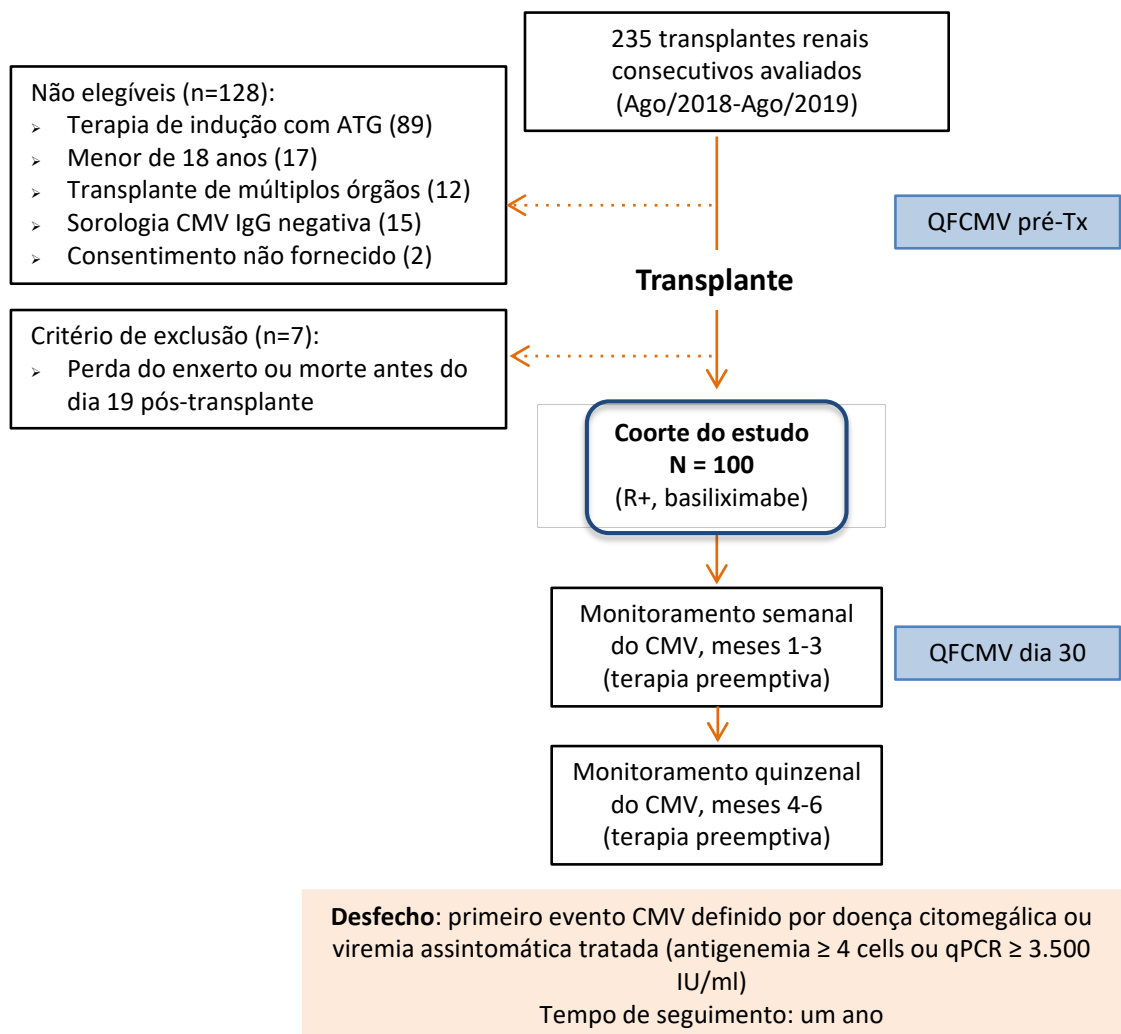 235 transplantes renais
consecutivos avaliados
(Ago/2018-Ago/2019)
Não elegíveis (n=128):
➢ Terapia de indução com ATG (89)
➢ Menor de 18 anos (17)
➢ Transplante de múltiplos órgãos (12)
➢ Sorologia CMV IgG negativa (15)
➢ Consentimento não fornecido (2)
QFCMV pré-Tx
Transplante
Critério de exclusão (n=7):
➢ Perda do enxerto ou morte antes do
dia 19 pós-transplante
Coorte do estudo
N = 100
(R+, basiliximabe)
Monitoramento semanal
do CMV, meses 1-3
(terapia preemptiva)
QFCMV dia 30
Monitoramento quinzenal
do CMV, meses 4-6
(terapia preemptiva)
Desfecho: primeiro evento CMV definido por doença citomegálica ou
viremia assintomática tratada (antigenemia ≥ 4 cells ou qPCR ≥ 3.500
IU/ml)
Tempo de seguimento: um ano